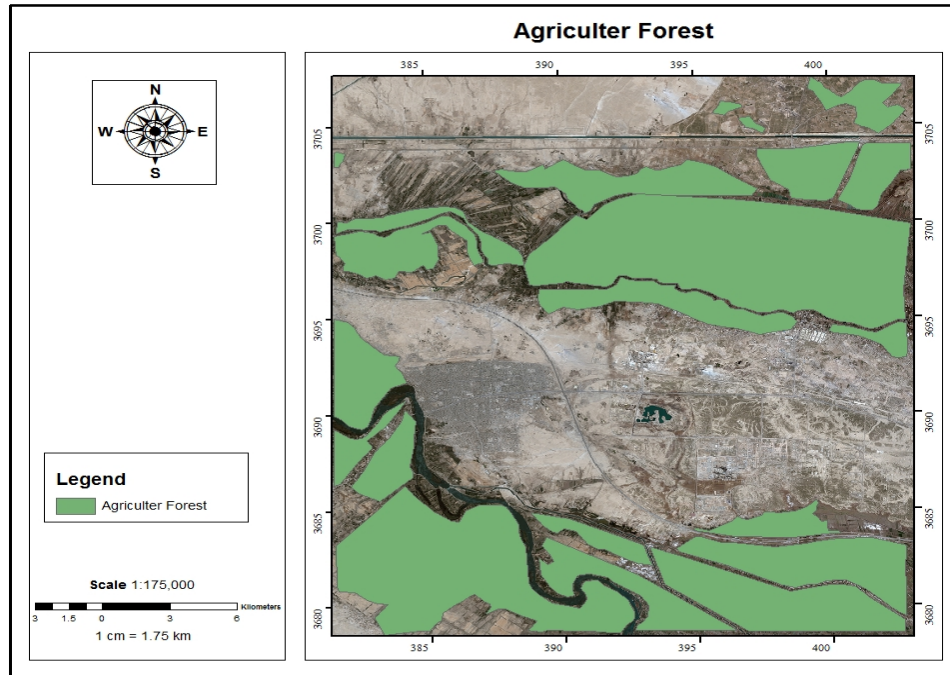 Agriculter Forest
N
W E
S
Legend
Agriculter Forest
Scale 1:175,000
Kilometers
3 1.5 0 3 6
1 cm = 1.75 km
385 390 395 400
3705 3705
3700 3700
3695 3695
3690 3690
3685 3685
3680 3680
385 390 395 400